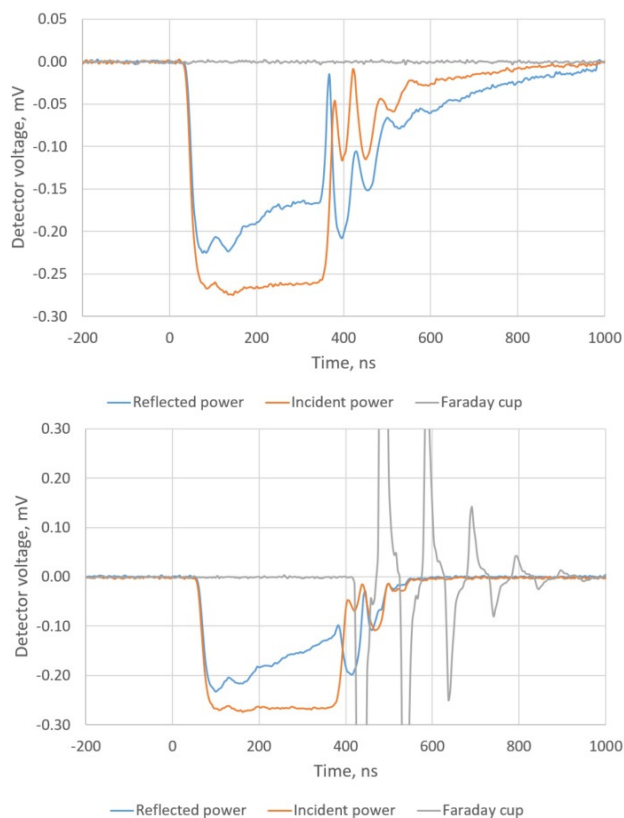 0.05
0.00
-0.05
-0.10
-0.15
-0.20
-0.25
-0.30
Detector voltage, mV
-200 0 200 400 600 800 1000
Time, ns
Reflected power Incident power Faraday cup
0.30
0.20
0.10
0.00
-0.10
-0.20
-0.30
Detector voltage, mV
-200 0 200 400 600 800 1000
Time, ns
Reflected power Incident power Faraday cup